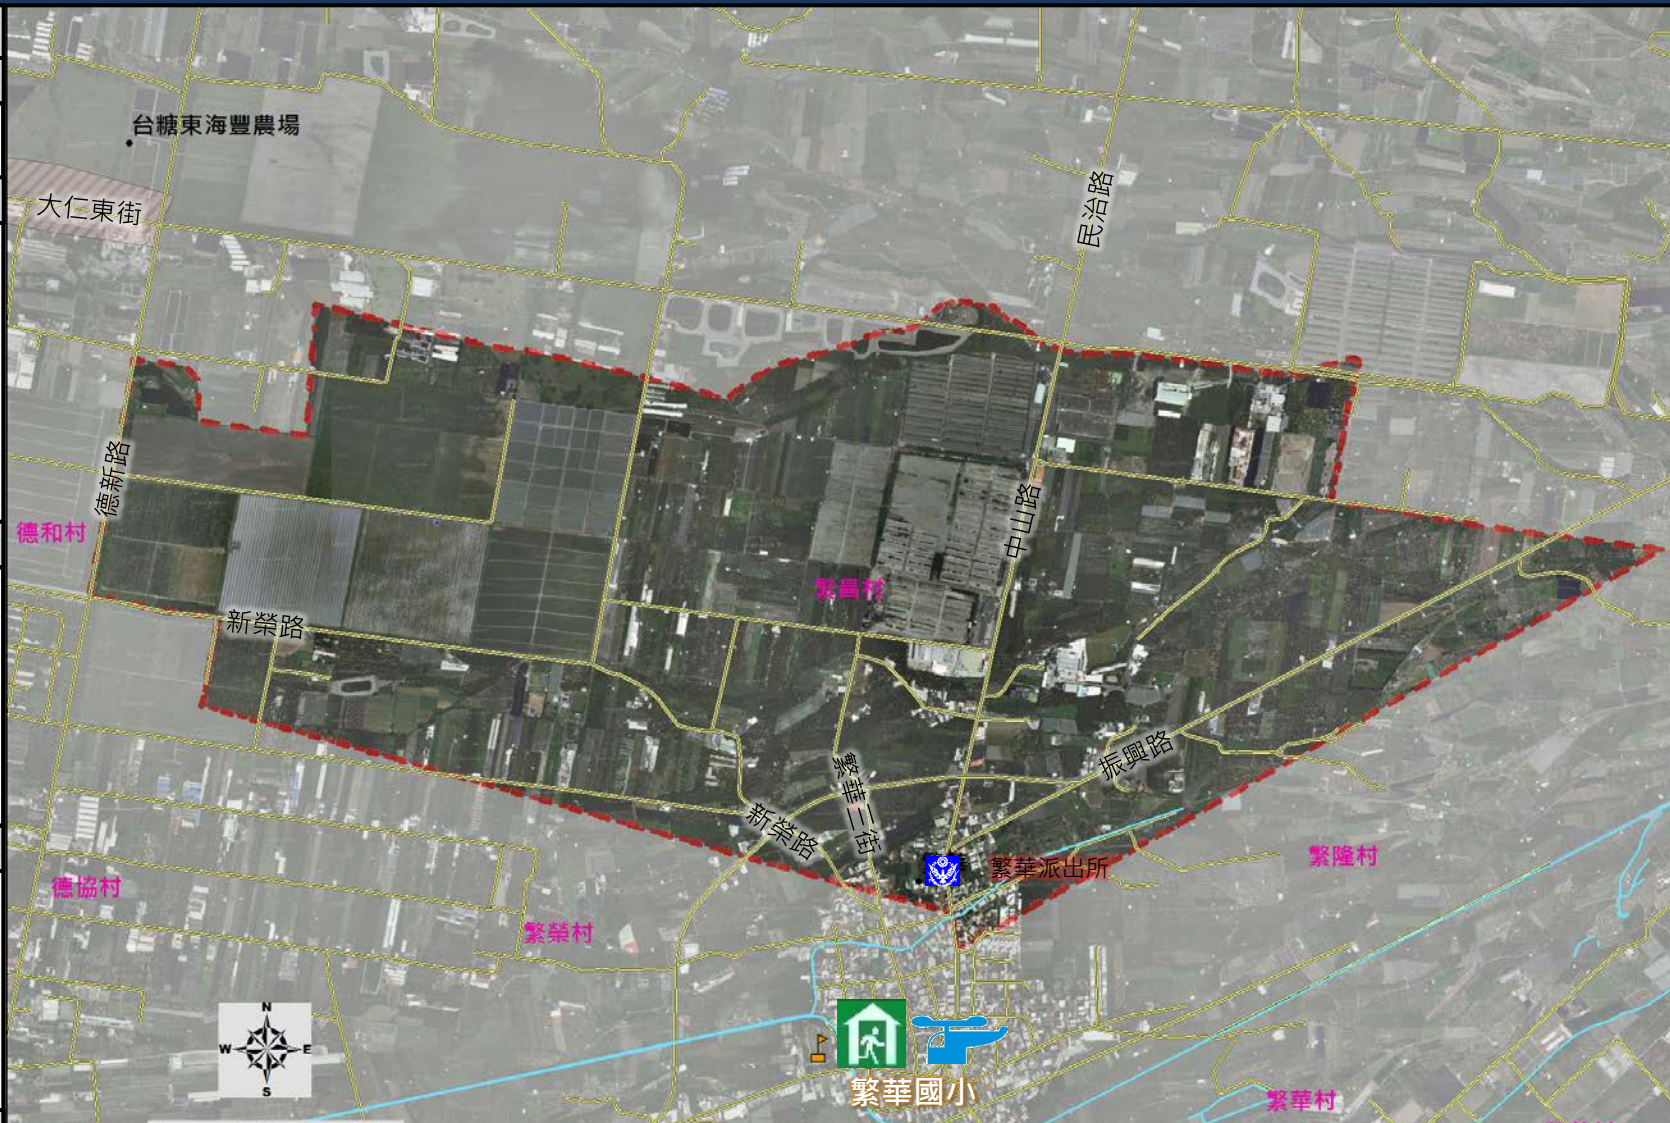 台糖東海豐農場
大仁東街
民治路
德新路
德和村
中山路
繁昌村
新榮路
振興路
繁華三街
新榮路
繁華派出所
繁隆村
德協村
繁榮村
N
W
E
S
繁華國小
繁華村